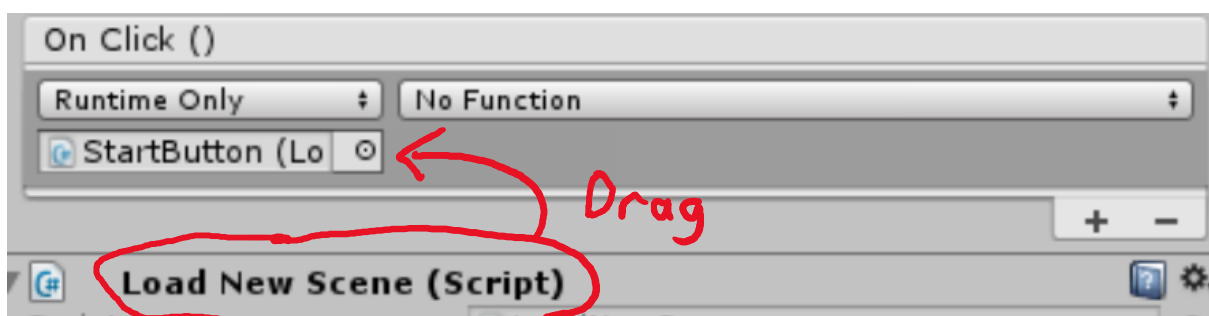 On Click ()
Runtime Only
No Function
StartButton (Lo
Drag
+ −
Load New Scene (Script)